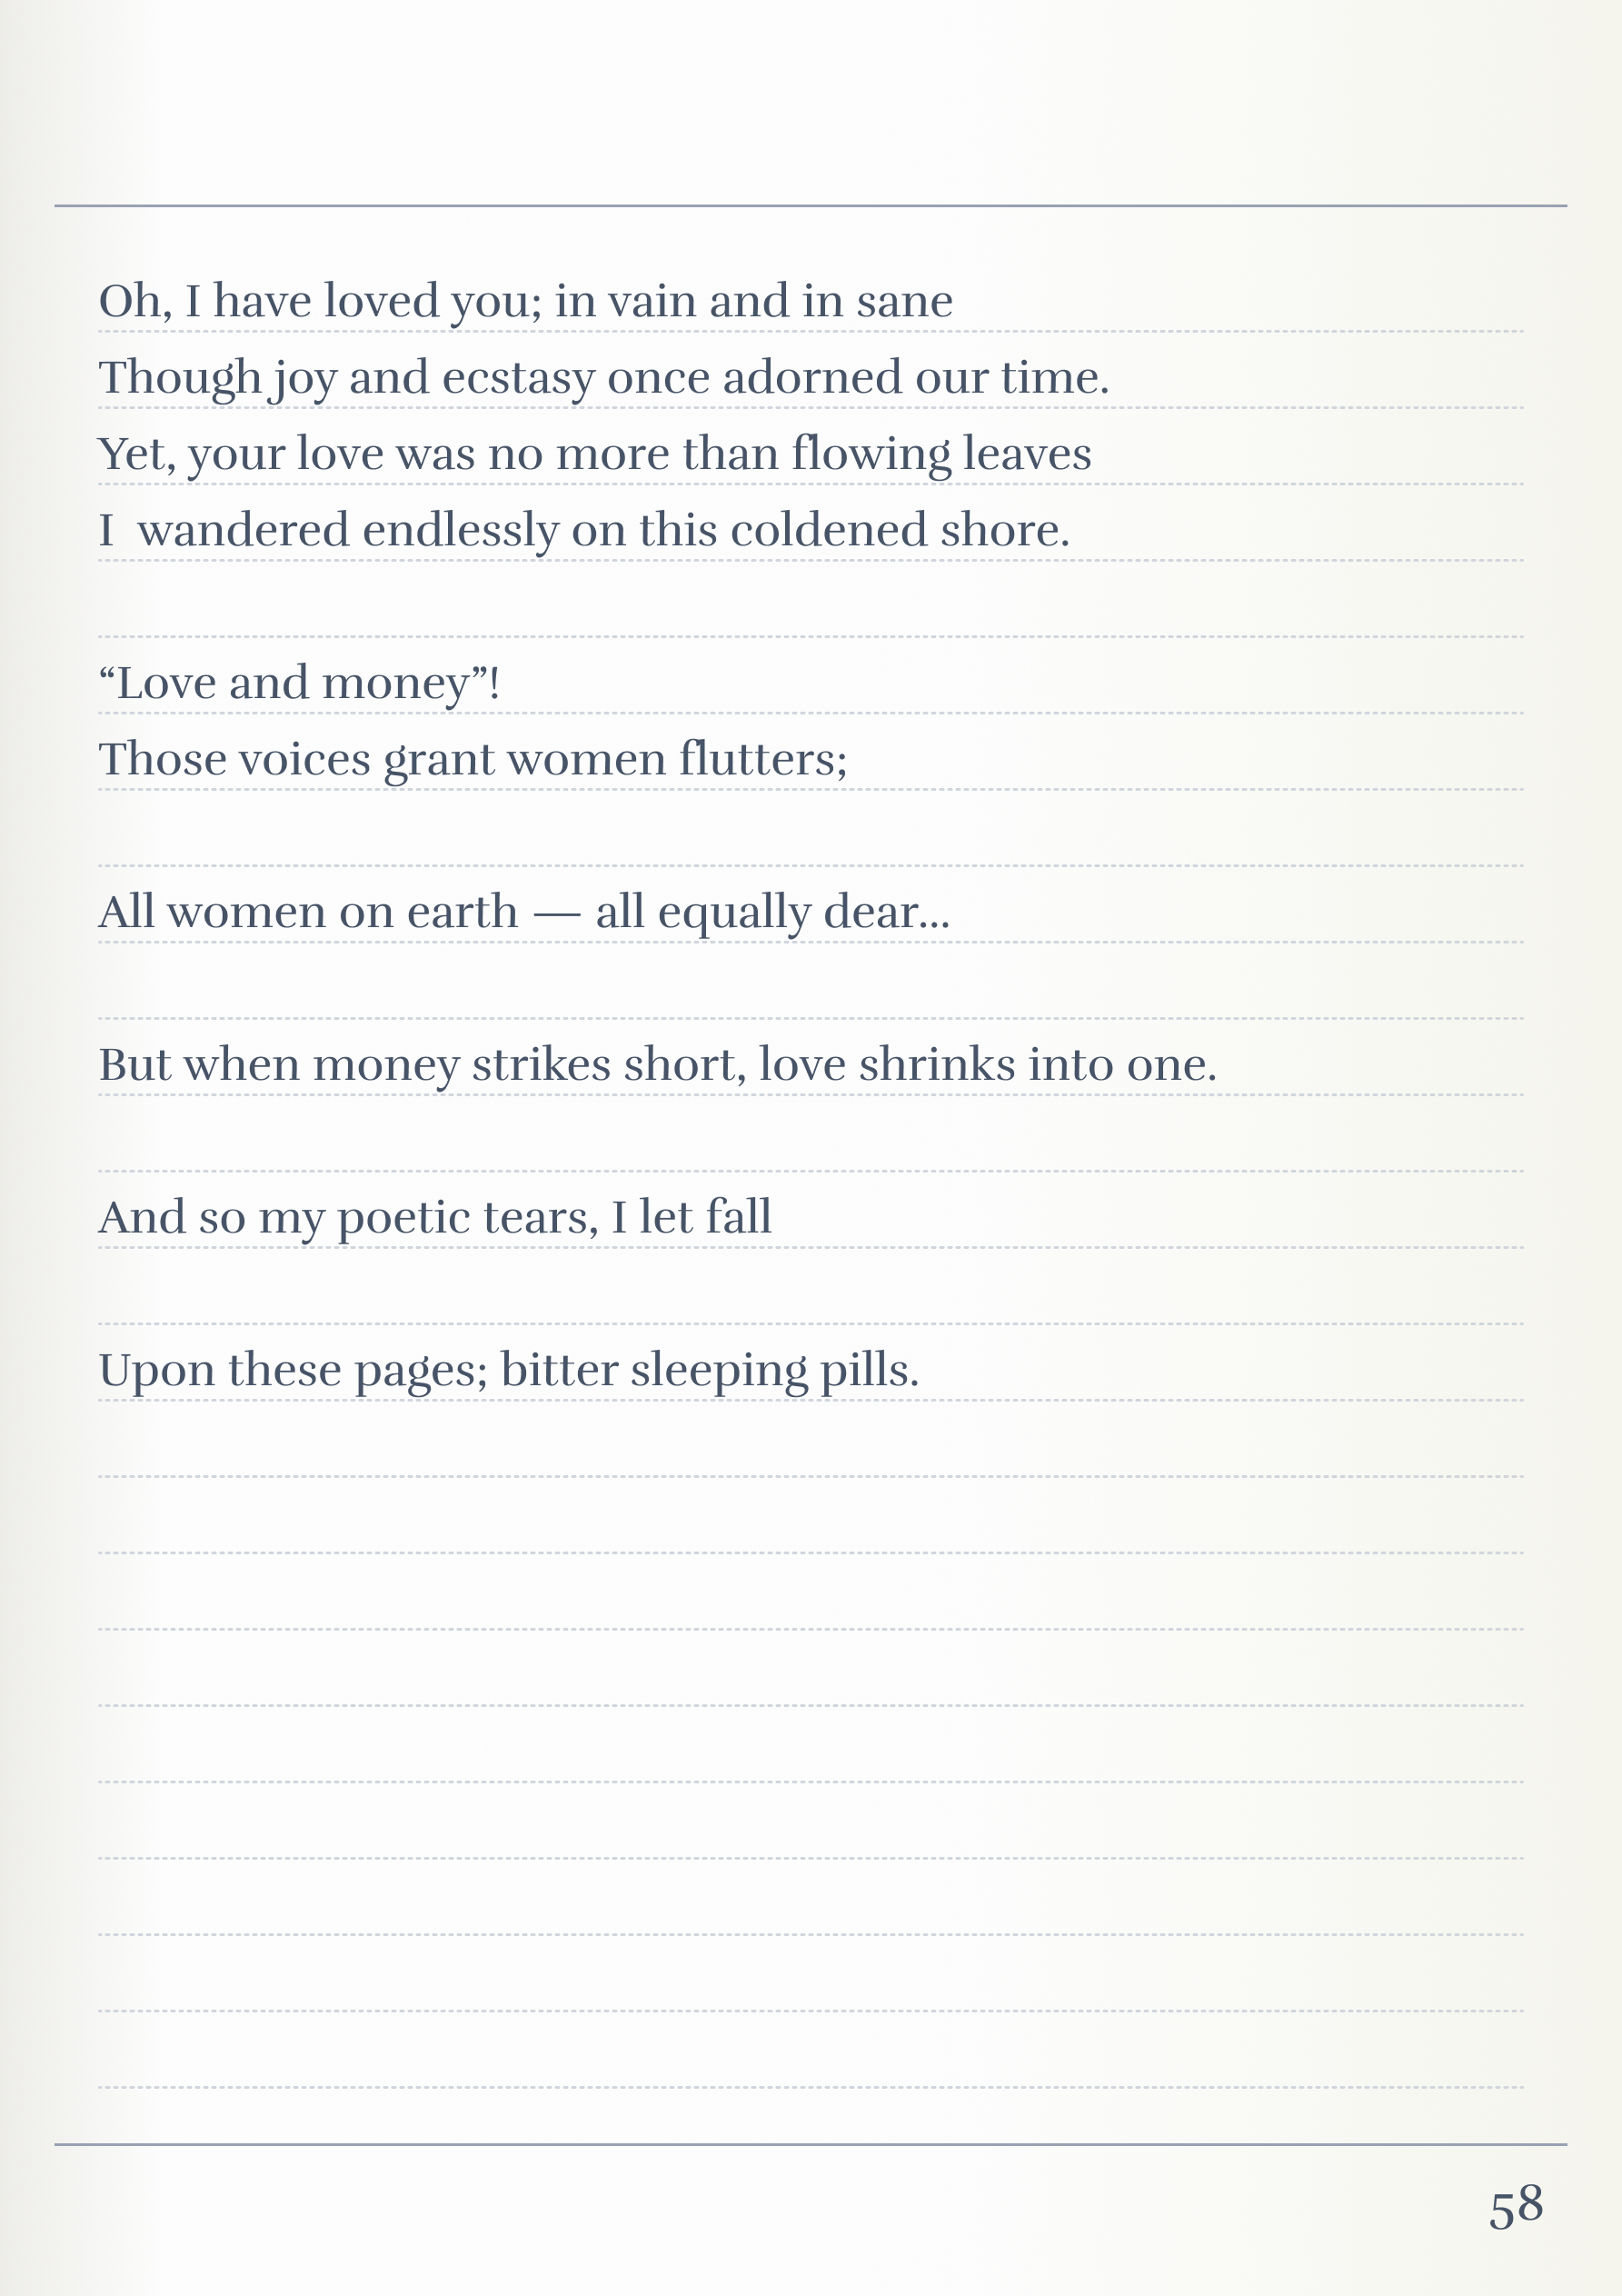 Oh, I have loved you; in vain and in sane
Though joy and ecstasy once adorned our time.
Yet, your love was no more than flowing leaves
I  wandered endlessly on this coldened shore.
“Love and money”!
Those voices grant women flutters;
All women on earth — all equally dear...
But when money strikes short, love shrinks into one.
And so my poetic tears, I let fall
Upon these pages; bitter sleeping pills.
58